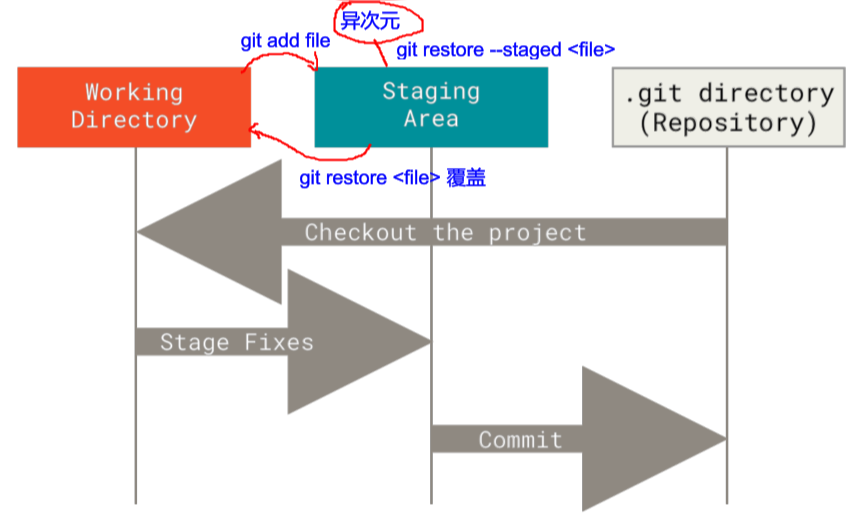 异次元
git add file
git restore --staged <file>
Working
Directory
Staging
Area
.git directory
(Repository)
git restore <file> 覆盖
Checkout the project
Stage Fixes
Commit